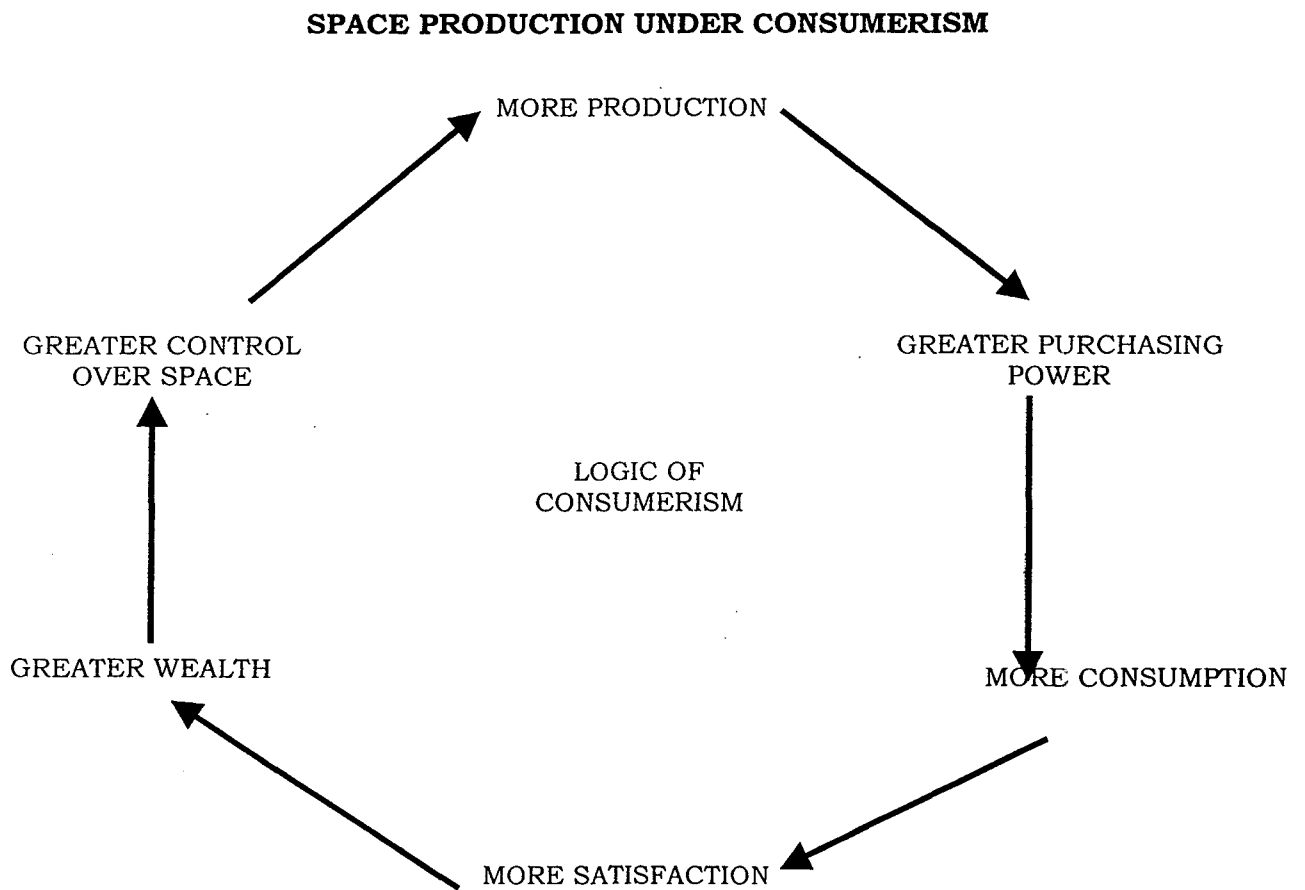 SPACE PRODUCTION UNDER CONSUMERISM
MORE PRODUCTION
GREATER CONTROL
OVER SPACE
GREATER PURCHASING
POWER
LOGIC OF
CONSUMERISM
GREATER WEALTH
MORE CONSUMPTION
MORE SATISFACTION